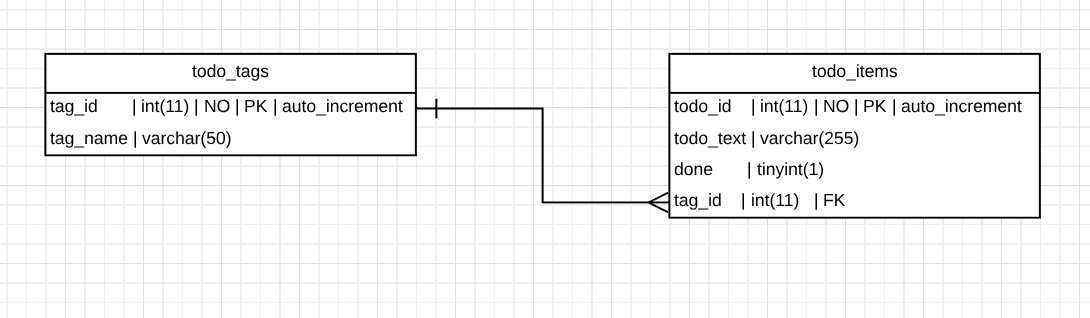 todo_tags
tag_id | int(11) | NO | PK | auto_increment
tag_name | varchar(50)
todo_items
todo_id | int(11) | NO | PK | auto_increment
todo_text | varchar(255)
done | tinyint(1)
tag_id | int(11) | FK